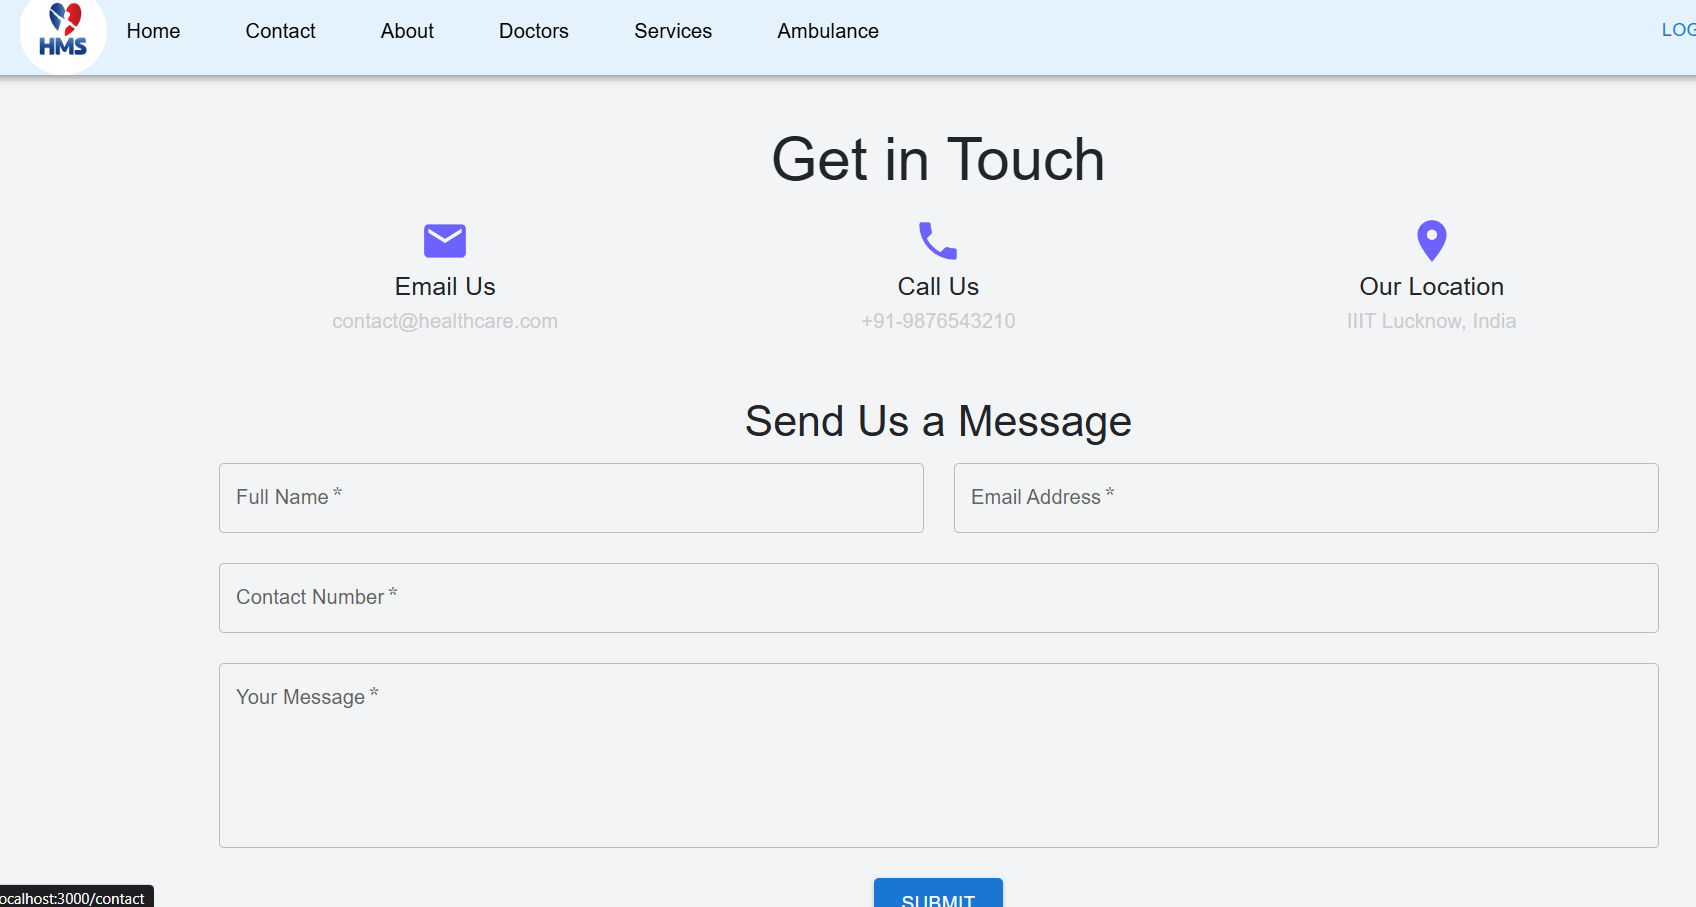 HMS
Home Contact About Doctors Services Ambulance LOG
Get in Touch
Email Us Call Us Our Location
contact@healthcare.com +91-9876543210 IIIT Lucknow, India
Send Us a Message
Full Name * Email Address *
Contact Number *
Your Message *
SUBMIT
ocalhost:3000/contact